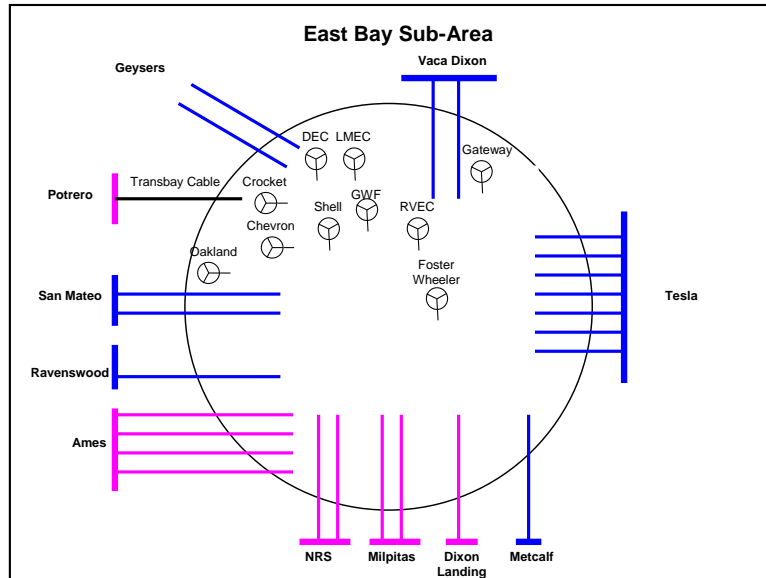 East Bay Sub-Area
Geysers
Vaca Dixon
DEC
LMEC
Gateway
Potrero
Transbay Cable
Crocket
GWF
Shell
RVEC
Chevron
Oakland
Foster
Wheeler
San Mateo
Tesla
Ravenswood
Ames
NRS
Milpitas
Dixon
Landing
Metcalf